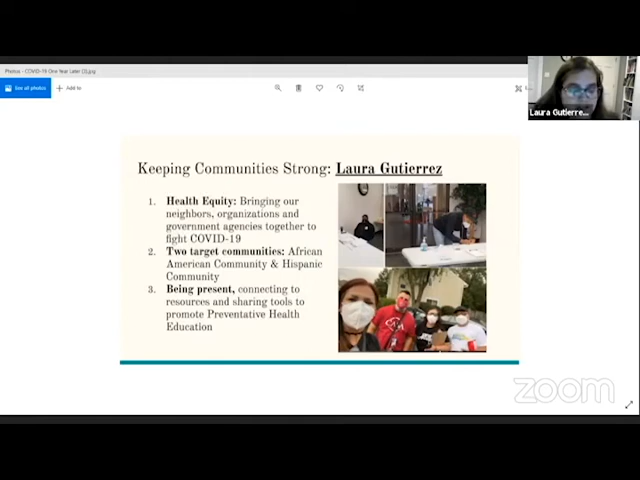 Photos - COVID-19 One Year Later (3).jpg
See all photos
Add to
Laura Gutierre...
Keeping Communities Strong: Laura Gutierrez
1. Health Equity: Bringing our
neighbors, organizations and
government agencies together to
fight COVID-19
2. Two target communities: African
American Community & Hispanic
Community
3. Being present, connecting to
resources and sharing tools to
promote Preventative Health
Education
zoom